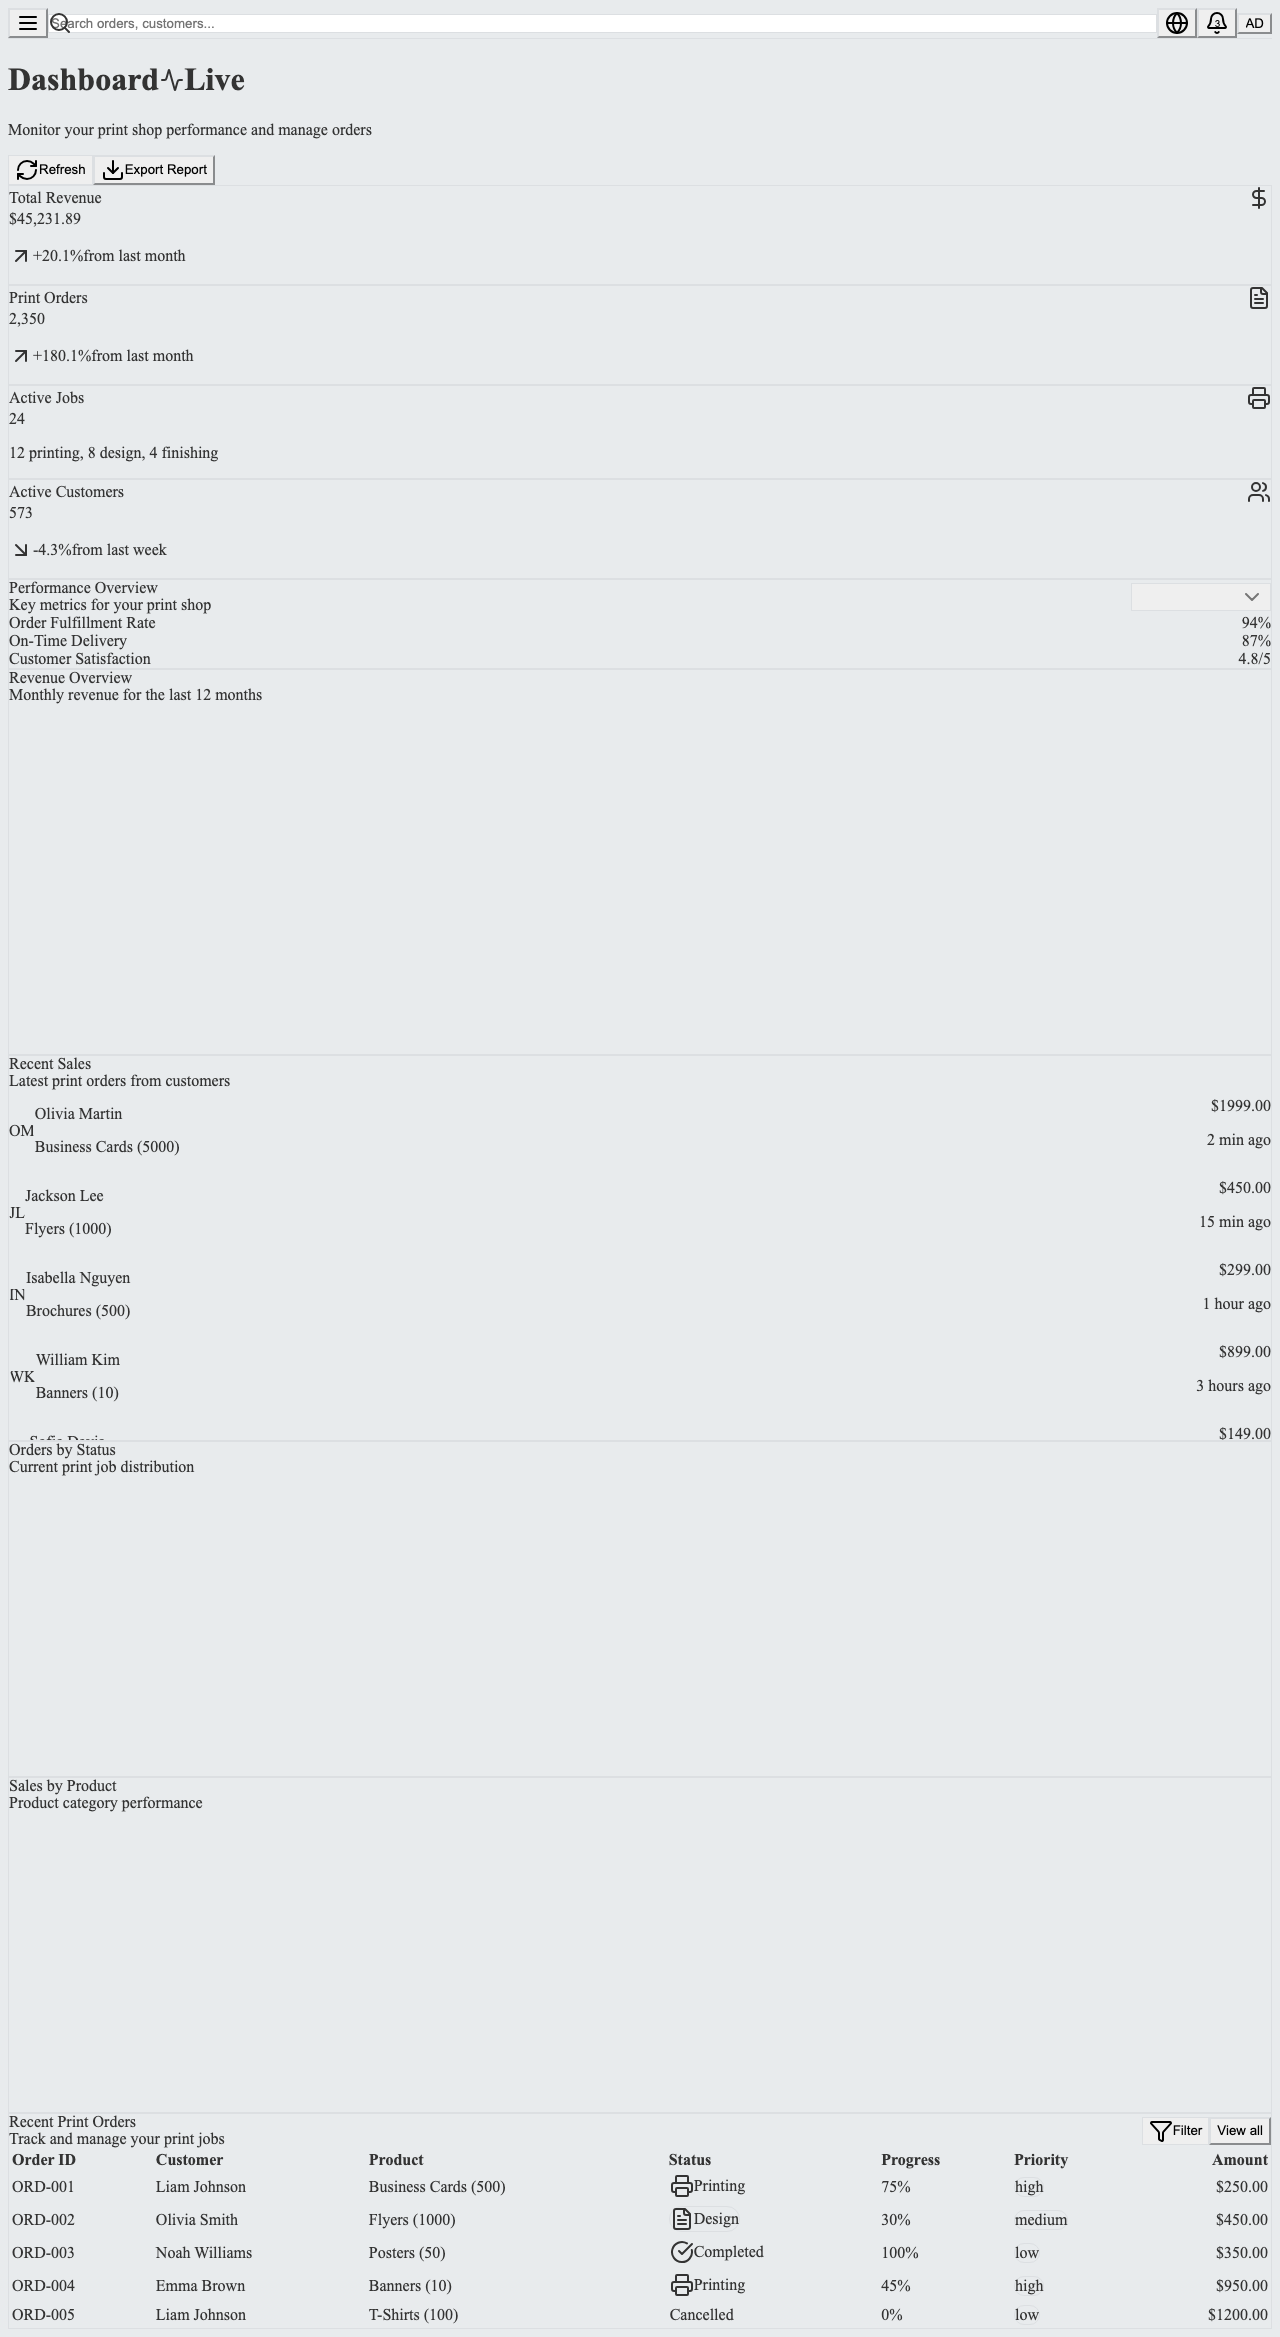 Search orders, customers...
3
AD
Dashboard Live
Monitor your print shop performance and manage orders
Refresh Export Report
Total Revenue
$45,231.89
+20.1%from last month
Print Orders
2,350
+180.1%from last month
Active Jobs
24
12 printing, 8 design, 4 finishing
Active Customers
573
-4.3%from last week
Performance Overview
Key metrics for your print shop
Order Fulfillment Rate 94%
On-Time Delivery 87%
Customer Satisfaction 4.8/5
Revenue Overview
Monthly revenue for the last 12 months
Recent Sales
Latest print orders from customers
OM
Olivia Martin
Business Cards (5000)
$1999.00
2 min ago
JL
Jackson Lee
Flyers (1000)
$450.00
15 min ago
IN
Isabella Nguyen
Brochures (500)
$299.00
1 hour ago
WK
William Kim
Banners (10)
$899.00
3 hours ago
$149.00
Orders by Status
Current print job distribution
Sales by Product
Product category performance
Recent Print Orders
Track and manage your print jobs
Filter View all
Order ID Customer Product Status Progress Priority Amount
ORD-001 Liam Johnson Business Cards (500) Printing 75% high $250.00
ORD-002 Olivia Smith Flyers (1000) Design 30% medium $450.00
ORD-003 Noah Williams Posters (50) Completed 100% low $350.00
ORD-004 Emma Brown Banners (10) Printing 45% high $950.00
ORD-005 Liam Johnson T-Shirts (100) Cancelled 0% low $1200.00